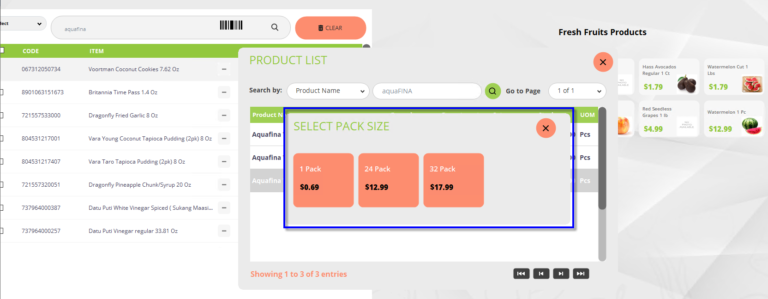 lect
aquafina
CLEAR
CODE ITEM
067312050734 Voortman Coconut Cookies 7.62 Oz
8901063151673 Britannia Time Pass 1.4 Oz
721557533000 Dragonfly Fried Garlic 8 Oz
804531217001 Vara Young Coconut Tapioca Pudding (2pk) 8 oz
804531217407 Vara Taro Tapioca Pudding (2pk) 8 Oz
721557320051 Dragonfly Pineapple Chunk/Syrup 20 Oz
737964000387 Datu Puti White Vinegar Spiced ( Sukang Maasi...
737964000257 Datu Puti Vinegar regular 33.81 Oz
PRODUCT LIST
Search by: Product Name aquaFINA Go to Page 1 of 1
Product N UOM
Aquafina 0 Pcs
Aquafina 0 Pcs
Aquafina Pcs
SELECT PACK SIZE
1 Pack
$0.69
24 Pack
$12.99
32 Pack
$17.99
Showing 1 to 3 of 3 entries
Fresh Fruits Products
Hass Avocados
Regular 1 Ct
$1.79
Watermelon Cut 1
Lbs
$1.79
Red Seedless
Grapes 1 lb
$4.99
Watermelon 1 Pc
$12.99